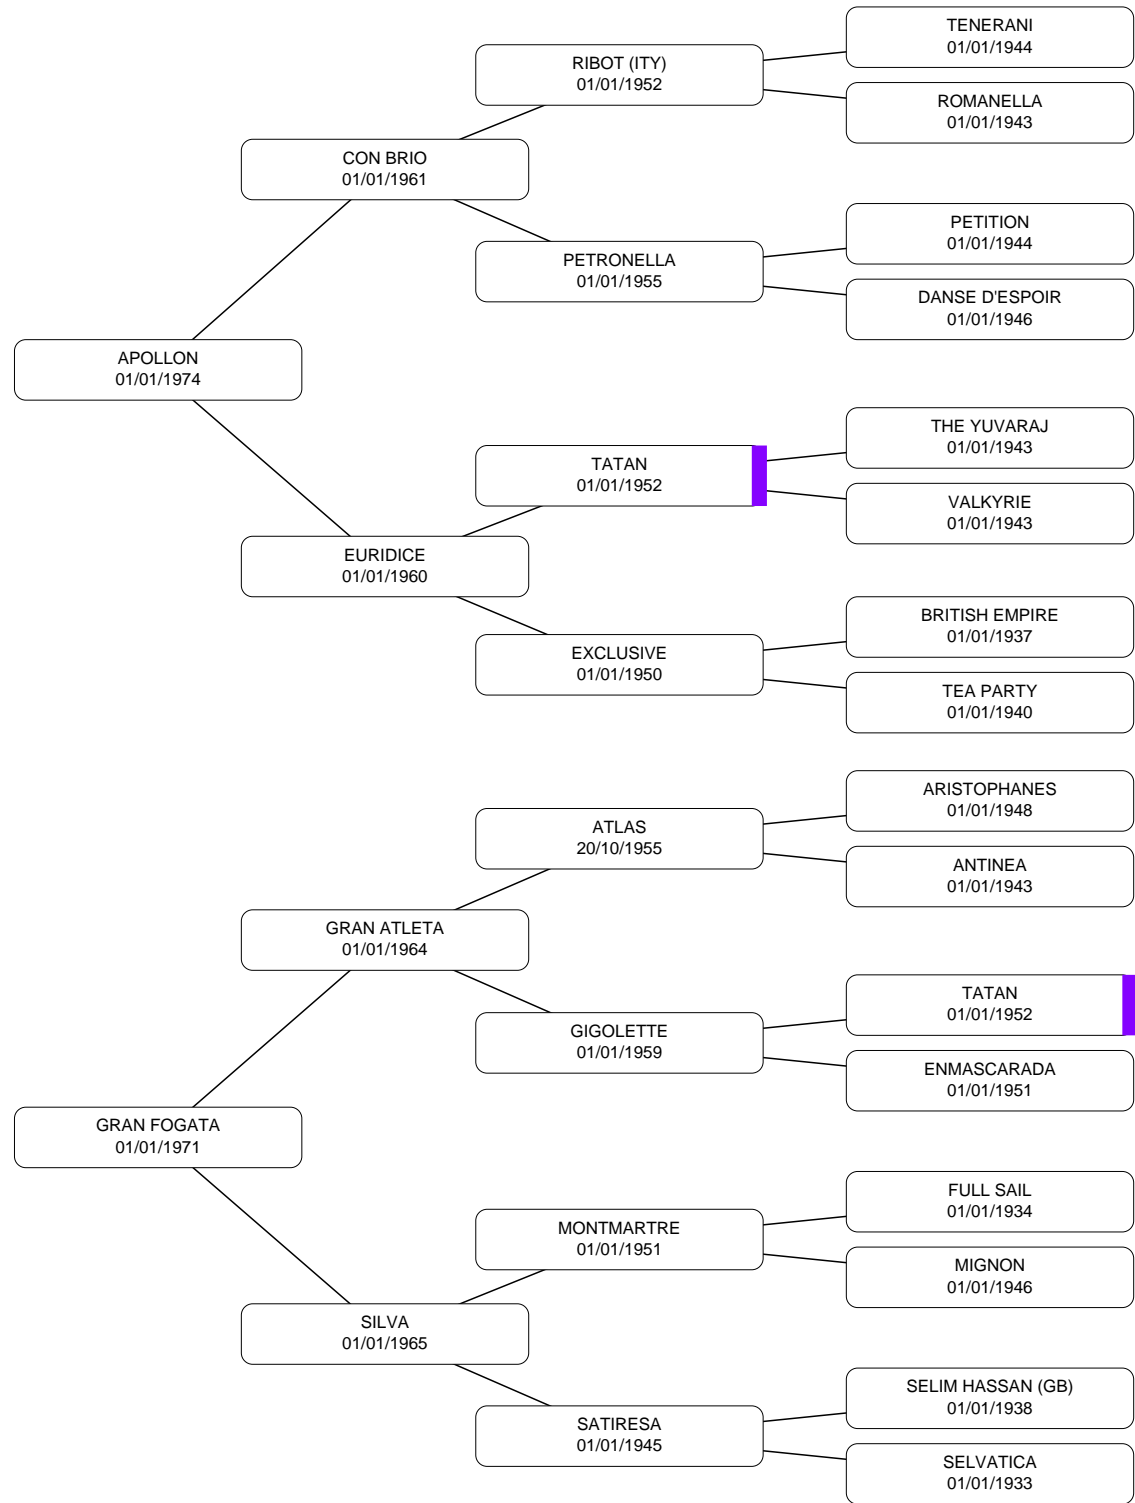 TENERANI
01/01/1944
RIBOT (ITY)
01/01/1952
ROMANELLA
01/01/1943
CON BRIO
01/01/1961
PETITION
01/01/1944
PETRONELLA
01/01/1955
DANSE D'ESPOIR
01/01/1946
APOLLON
01/01/1974
THE YUVARAJ
01/01/1943
TATAN
01/01/1952
VALKYRIE
01/01/1943
EURIDICE
01/01/1960
BRITISH EMPIRE
01/01/1937
EXCLUSIVE
01/01/1950
TEA PARTY
01/01/1940
ARISTOPHANES
01/01/1948
ATLAS
20/10/1955
ANTINEA
01/01/1943
GRAN ATLETA
01/01/1964
TATAN
01/01/1952
GIGOLETTE
01/01/1959
ENMASCARADA
01/01/1951
GRAN FOGATA
01/01/1971
FULL SAIL
01/01/1934
MONTMARTRE
01/01/1951
MIGNON
01/01/1946
SILVA
01/01/1965
SELIM HASSAN (GB)
01/01/1938
SATIRESA
01/01/1945
SELVATICA
01/01/1933